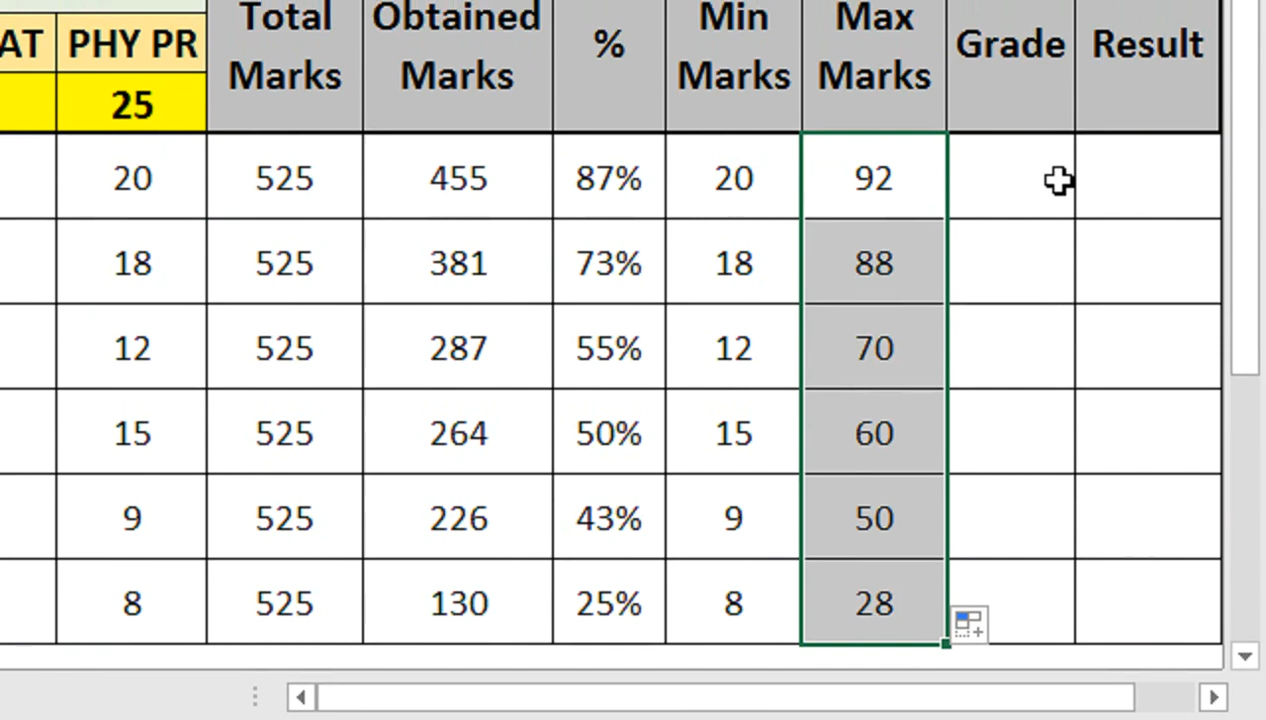 AT PHY PR Total Marks Obtained Marks % Min Marks Max Marks Grade Result
25
20 525 455 87% 20 92
18 525 381 73% 18 88
12 525 287 55% 12 70
15 525 264 50% 15 60
9 525 226 43% 9 50
8 525 130 25% 8 28